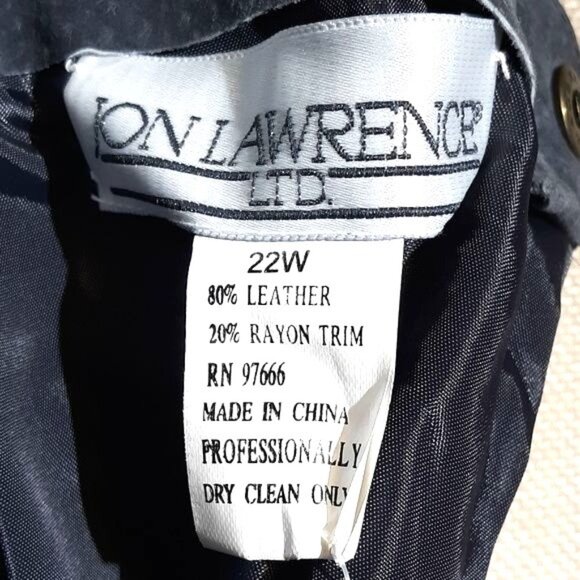 JON LAWRENCE®
LTD.
22W
80% LEATHER
20% RAYON TRIM
RN 97666
MADE IN CHINA
PROFESSIONALLY
DRY CLEAN ONLY